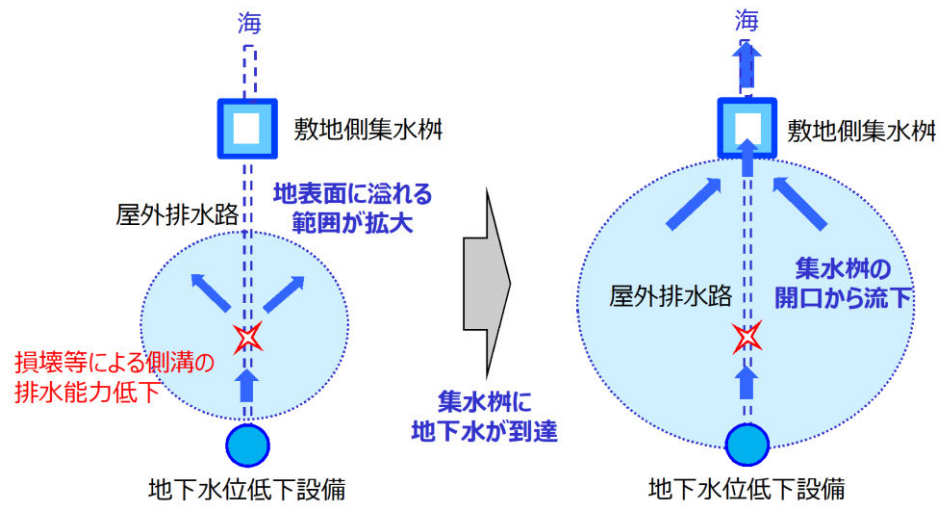 海
敷地側集水桝
地表面に溢れる
範囲が拡大
屋外排水路
損壊等による側溝の
排水能力低下
地下水位低下設備
集水桝に
地下水が到達
海
敷地側集水桝
屋外排水路
集水桝の
開口から流下
地下水位低下設備